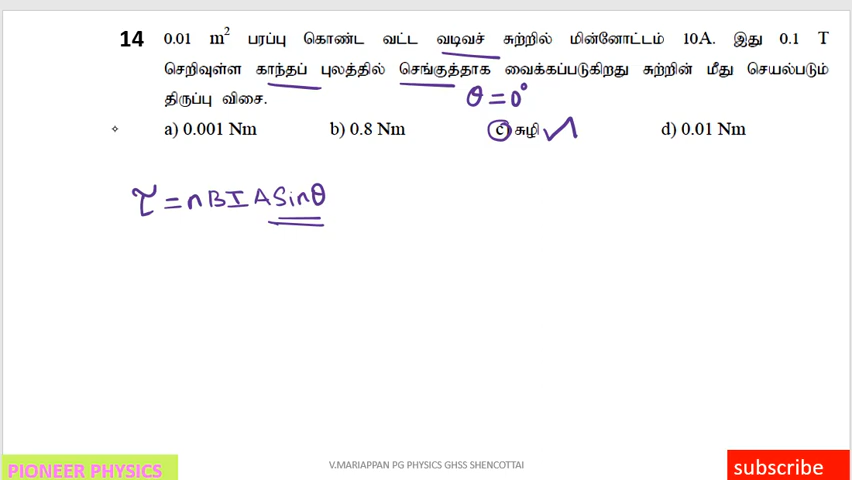 14 0.01 m² பரப்பு கொண்ட வட்ட வடிவச் சுற்றில் மின்னோட்டம் 10A. இது 0.1 T
செறிவுள்ள காந்தப் புலத்தில் செங்குத்தாக வைக்கப்படுகிறது சுற்றின் மீது செயல்படும்
திருப்பு விசை.
θ = 0°
a) 0.001 Nm b) 0.8 Nm c) சுழி d) 0.01 Nm
τ = nBIA Sinθ
PIONEER PHYSICS
V.MARIAPPAN PG PHYSICS GHSS SHENCOTTAI
subscribe